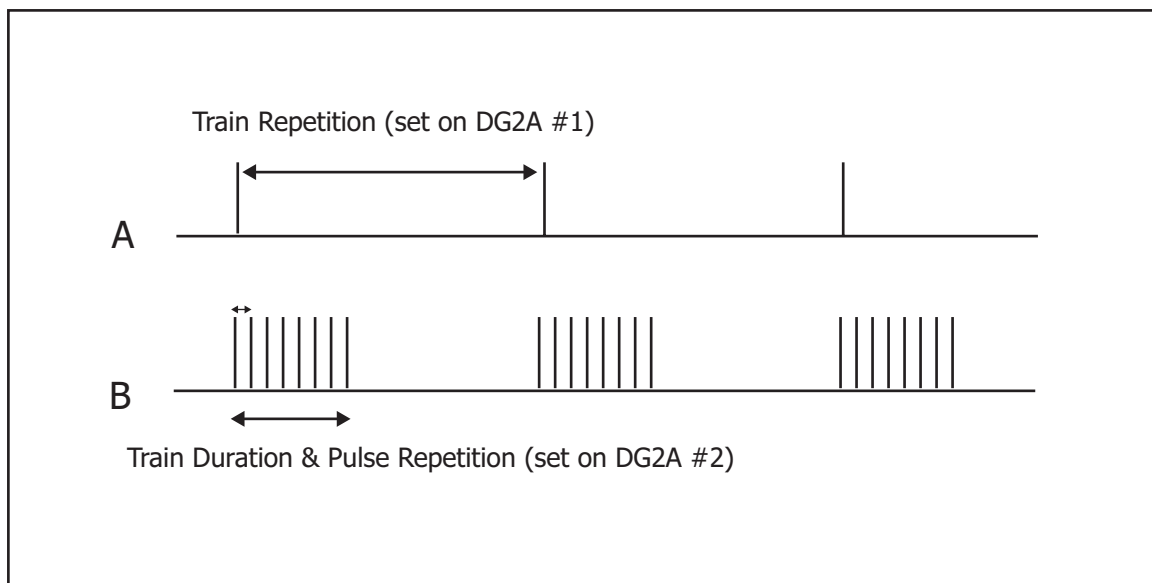 Train Repetition (set on DG2A #1)
A
B
Train Duration & Pulse Repetition (set on DG2A #2)